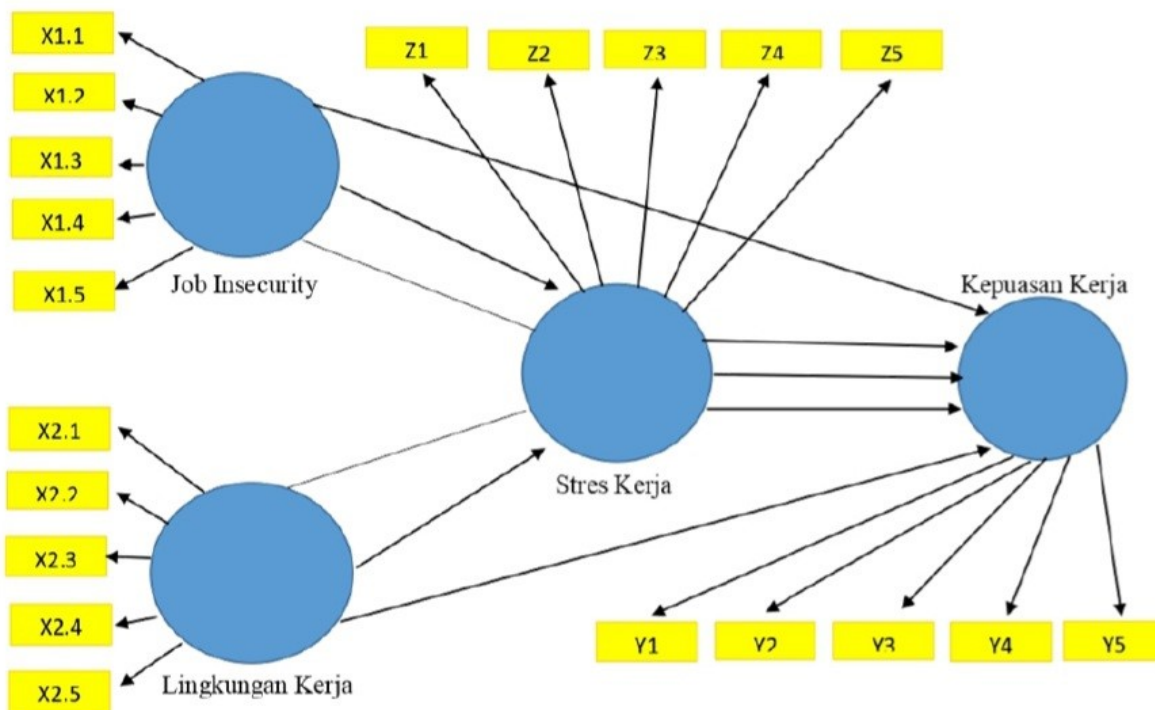 X1.1
X1.2
X1.3
X1.4
X1.5
Job Insecurity
Z1
Z2
Z3
Z4
Z5
Kepuasan Kerja
Stres Kerja
X2.1
X2.2
X2.3
X2.4
X2.5
Lingkungan Kerja
Y1
Y2
Y3
Y4
Y5